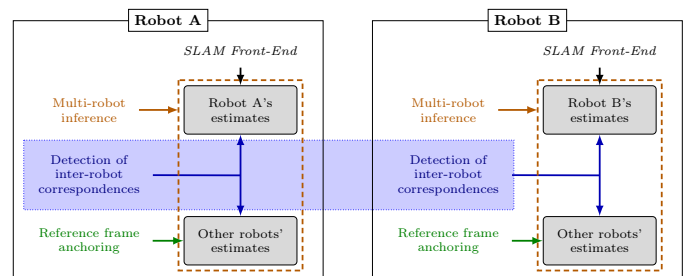 Robot A
SLAM Front-End
Multi-robot
inference
Robot A's
estimates
Detection of
inter-robot
correspondences
Reference frame
anchoring
Other robots'
estimates
Robot B
SLAM Front-End
Multi-robot
inference
Robot B's
estimates
Detection of
inter-robot
correspondences
Reference frame
anchoring
Other robots'
estimates